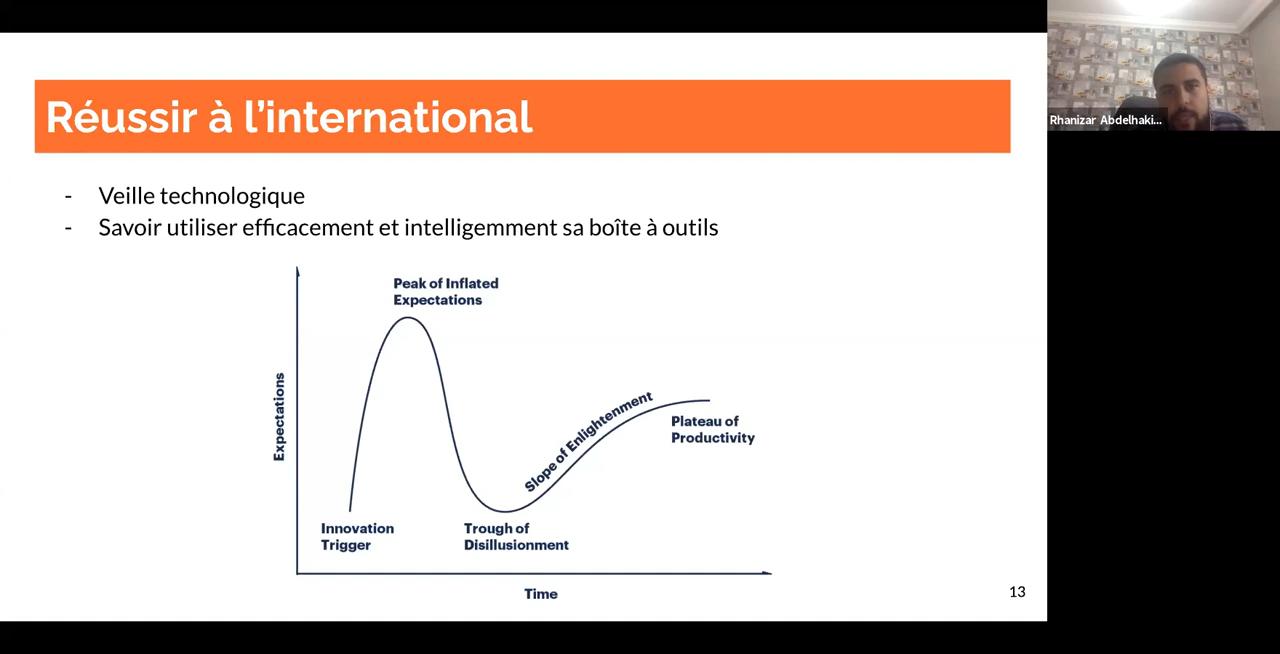 Réussir à l’international
Rhanizar Abdelhaki...
- Veille technologique
- Savoir utiliser efficacement et intelligemment sa boîte à outils
Peak of Inflated
Expectations
Expectations
Slope of Enlightenment
Plateau of
Productivity
Innovation
Trigger
Trough of
Disillusionment
Time
13